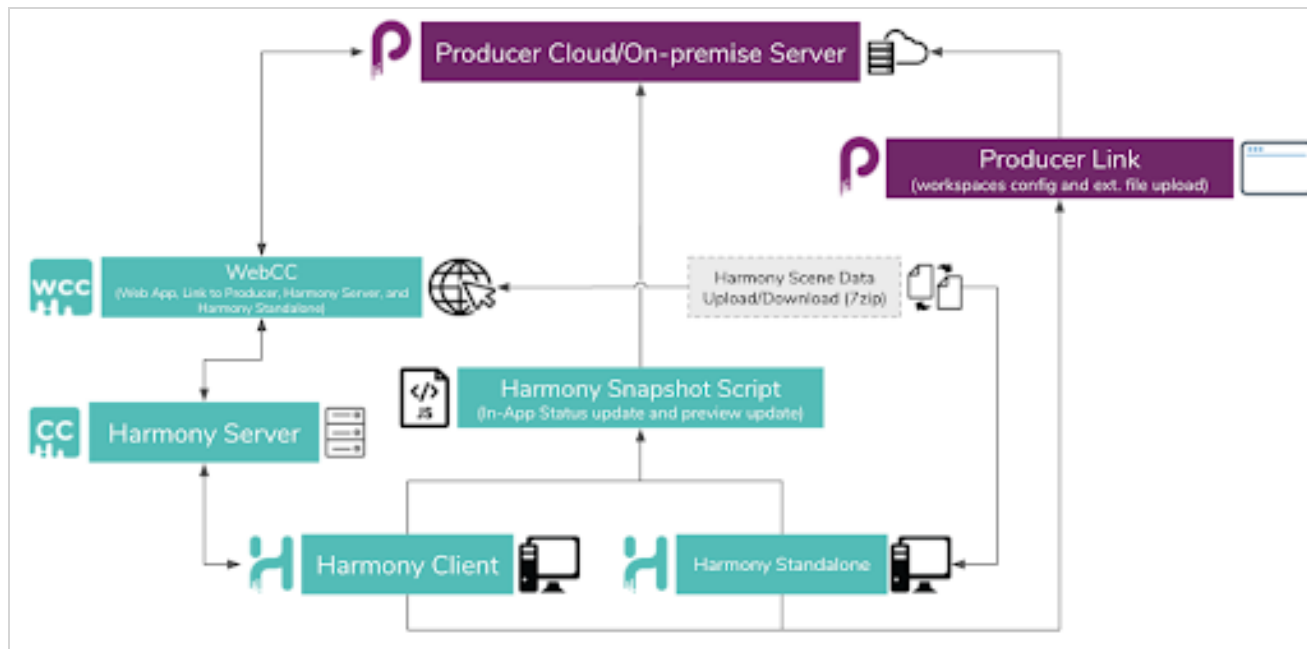 Producer Cloud/On-premise Server
Producer Link
(workspaces config and ext. file upload)
WCC
WebCC
(Web App, Link to Producer, Harmony Server, and
Harmony Standalone)
Harmony Scene Data
Upload/Download (7zip)
</>
JS
Harmony Snapshot Script
(In-App Status update and preview update)
CC
Harmony Server
Harmony Client
Harmony Standalone